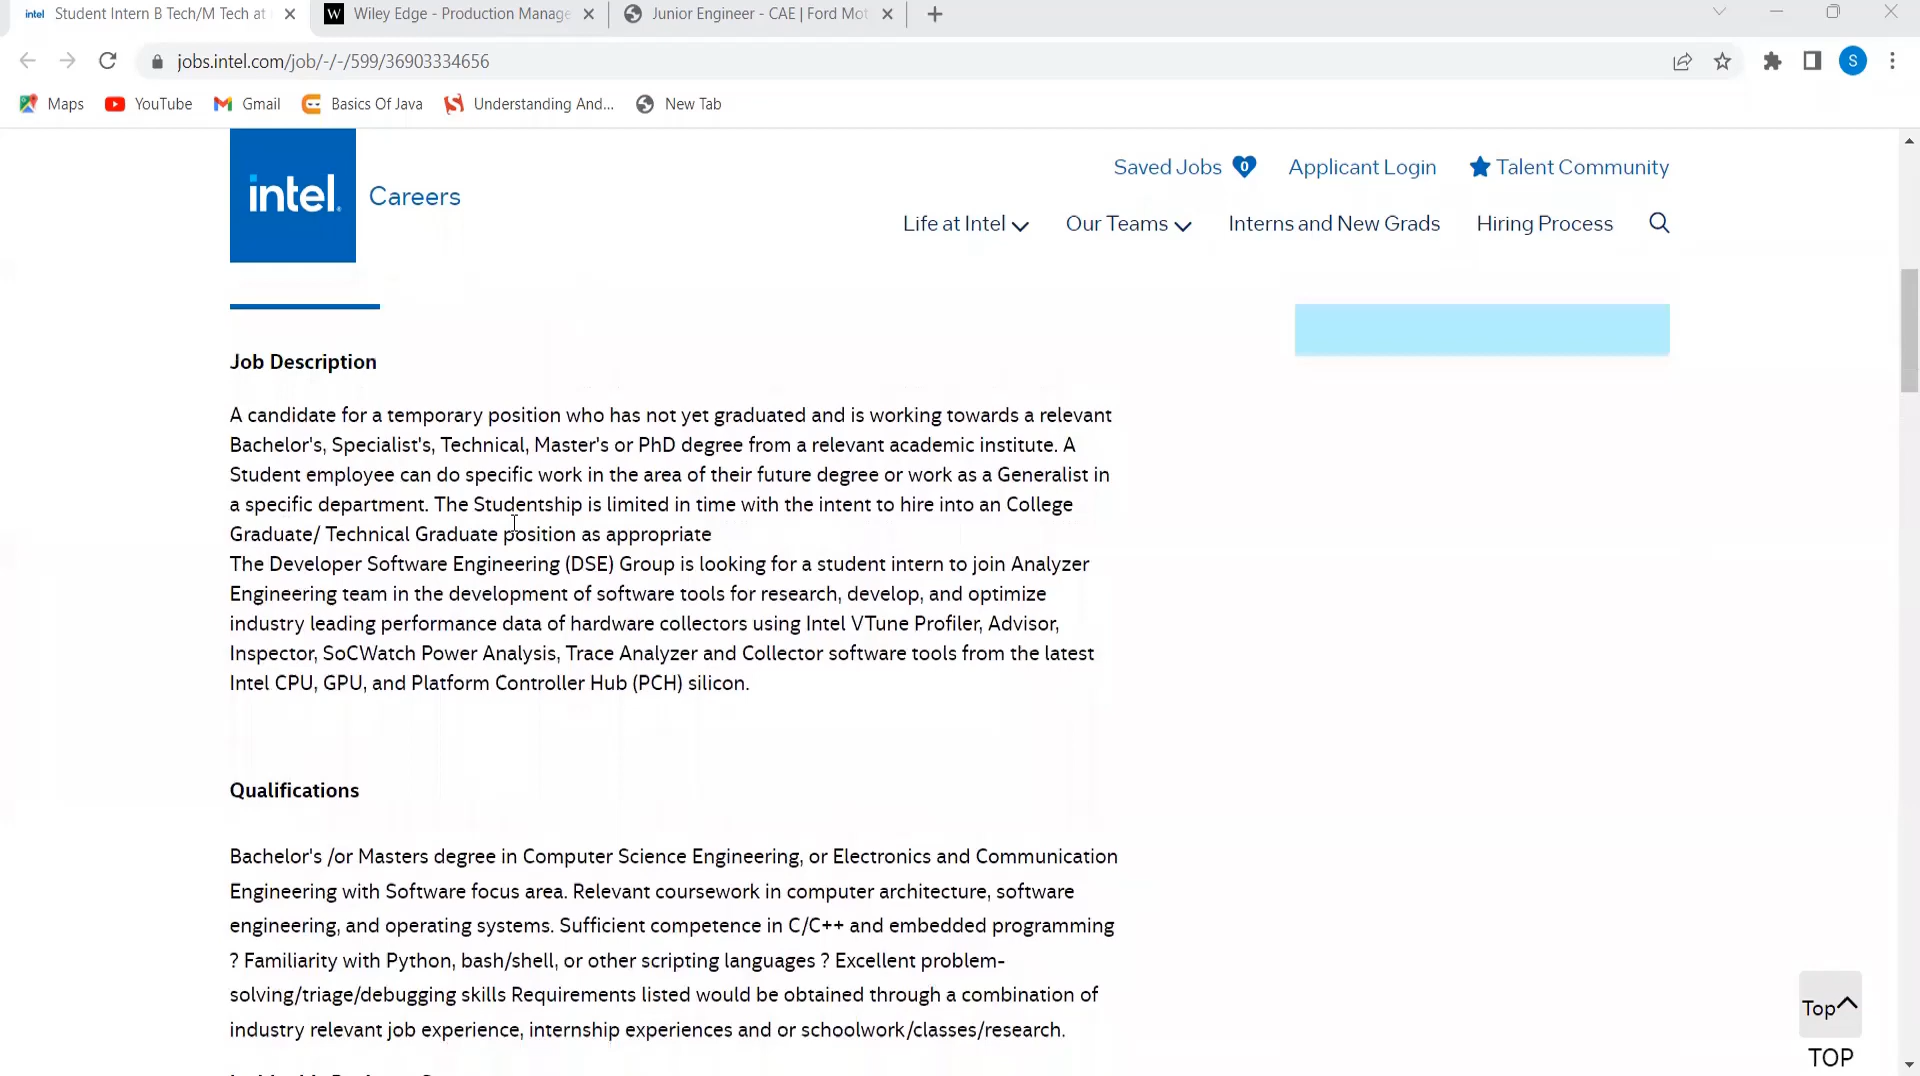 intel Student Intern B Tech/M Tech at
W Wiley Edge - Production Manage
Junior Engineer - CAE | Ford Mot
jobs.intel.com/job/-/-/599/36903334656
S
Maps
YouTube
Gmail
Basics Of Java
Understanding And...
New Tab
intel.
Careers
Saved Jobs 0
Applicant Login
Talent Community
Life at Intel
Our Teams
Interns and New Grads
Hiring Process
Job Description
A candidate for a temporary position who has not yet graduated and is working towards a relevant
Bachelor's, Specialist's, Technical, Master's or PhD degree from a relevant academic institute. A
Student employee can do specific work in the area of their future degree or work as a Generalist in
a specific department. The Studentship is limited in time with the intent to hire into an College
Graduate/ Technical Graduate position as appropriate
The Developer Software Engineering (DSE) Group is looking for a student intern to join Analyzer
Engineering team in the development of software tools for research, develop, and optimize
industry leading performance data of hardware collectors using Intel VTune Profiler, Advisor,
Inspector, SoCWatch Power Analysis, Trace Analyzer and Collector software tools from the latest
Intel CPU, GPU, and Platform Controller Hub (PCH) silicon.
Qualifications
Bachelor's /or Masters degree in Computer Science Engineering, or Electronics and Communication
Engineering with Software focus area. Relevant coursework in computer architecture, software
engineering, and operating systems. Sufficient competence in C/C++ and embedded programming
? Familiarity with Python, bash/shell, or other scripting languages ? Excellent problem-
solving/triage/debugging skills Requirements listed would be obtained through a combination of
industry relevant job experience, internship experiences and or schoolwork/classes/research.
Top
TOP